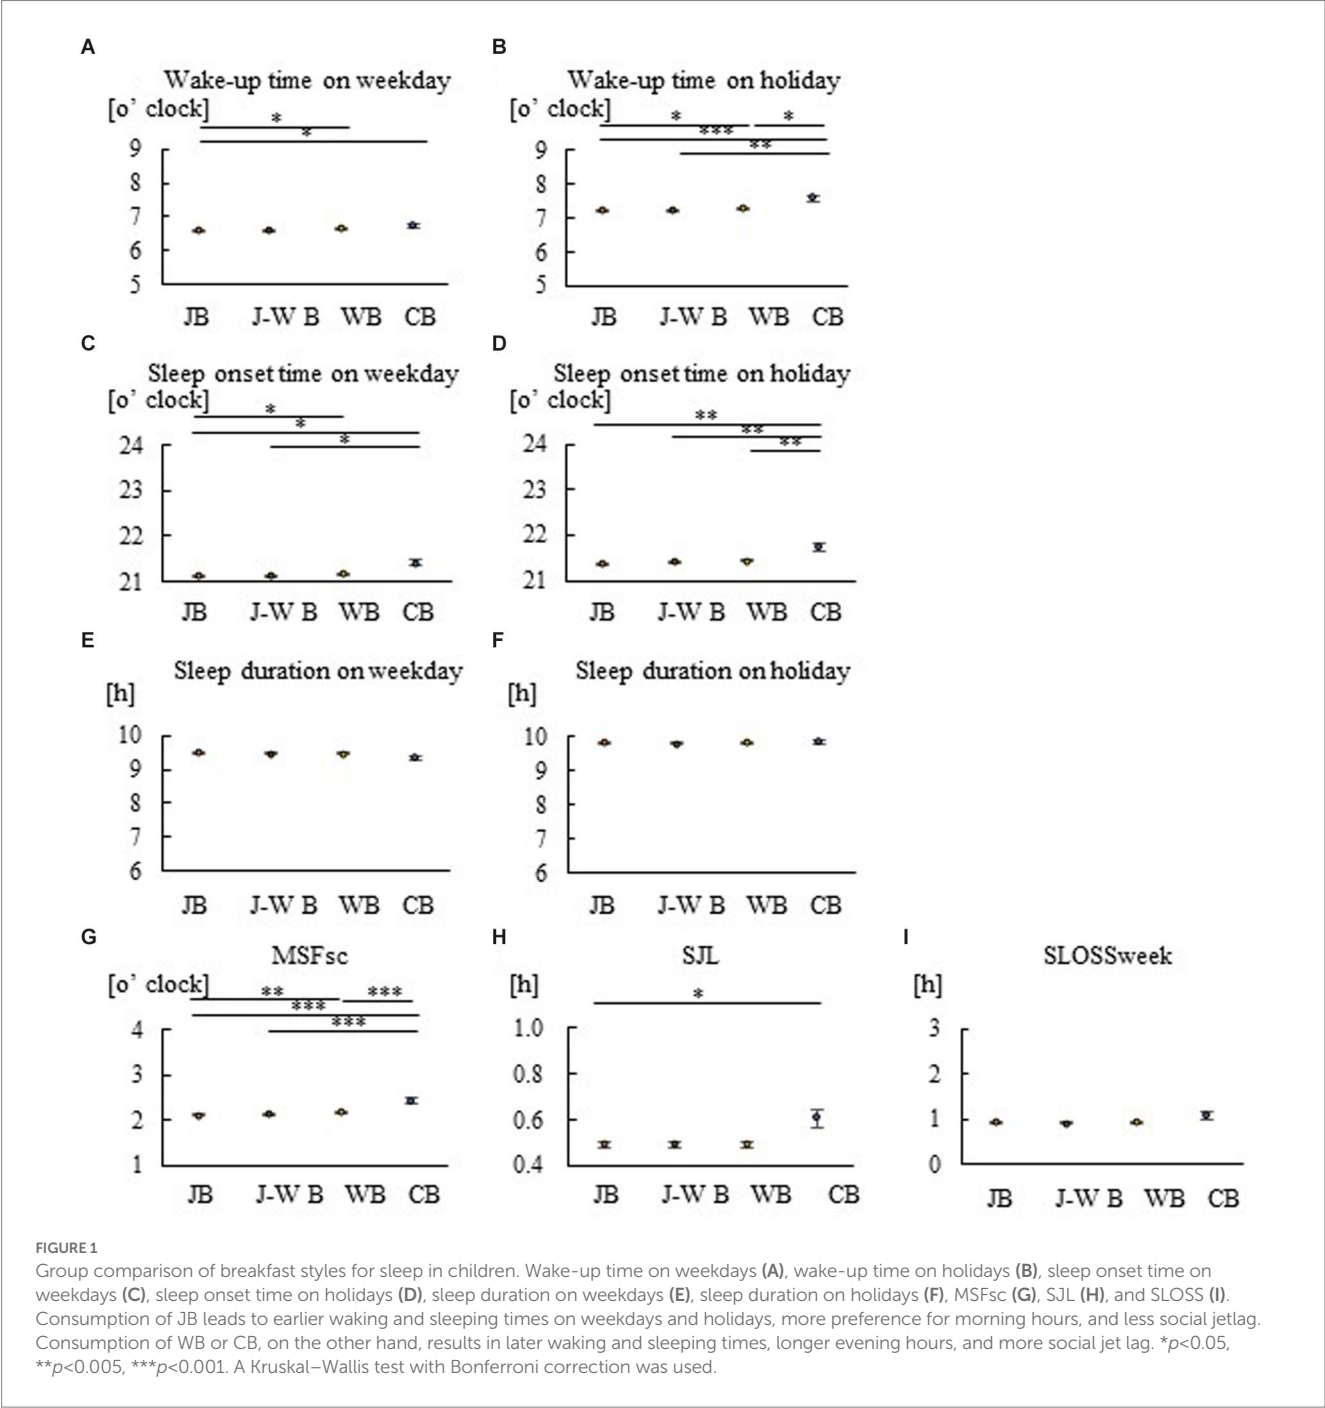 A
Wake-up time on weekday
[o’ clock]
*
*
9
8
7
6
5
JB J-W B WB CB
B
Wake-up time on holiday
[o’ clock]
* *
***
**
9
8
7
6
5
JB J-W B WB CB
C
Sleep onset time on weekday
[o’ clock]
*
*
*
24
23
22
21
JB J-W B WB CB
D
Sleep onset time on holiday
[o’ clock]
**
**
**
24
23
22
21
JB J-W B WB CB
E
Sleep duration on weekday
[h]
10
9
8
7
6
JB J-W B WB CB
F
Sleep duration on holiday
[h]
10
9
8
7
6
JB J-W B WB CB
G
MSFsc
[o’ clock]
** ***
***
***
4
3
2
1
JB J-W B WB CB
H
SJL
[h]
*
1.0
0.8
0.6
0.4
JB J-W B WB CB
I
SLOSSweek
[h]
3
2
1
0
JB J-W B WB CB
FIGURE 1
Group comparison of breakfast styles for sleep in children. Wake-up time on weekdays (A), wake-up time on holidays (B), sleep onset time on
weekdays (C), sleep onset time on holidays (D), sleep duration on weekdays (E), sleep duration on holidays (F), MSFsc (G), SJL (H), and SLOSS (I).
Consumption of JB leads to earlier waking and sleeping times on weekdays and holidays, more preference for morning hours, and less social jetlag.
Consumption of WB or CB, on the other hand, results in later waking and sleeping times, longer evening hours, and more social jet lag. *p<0.05,
**p<0.005, ***p<0.001. A Kruskal–Wallis test with Bonferroni correction was used.